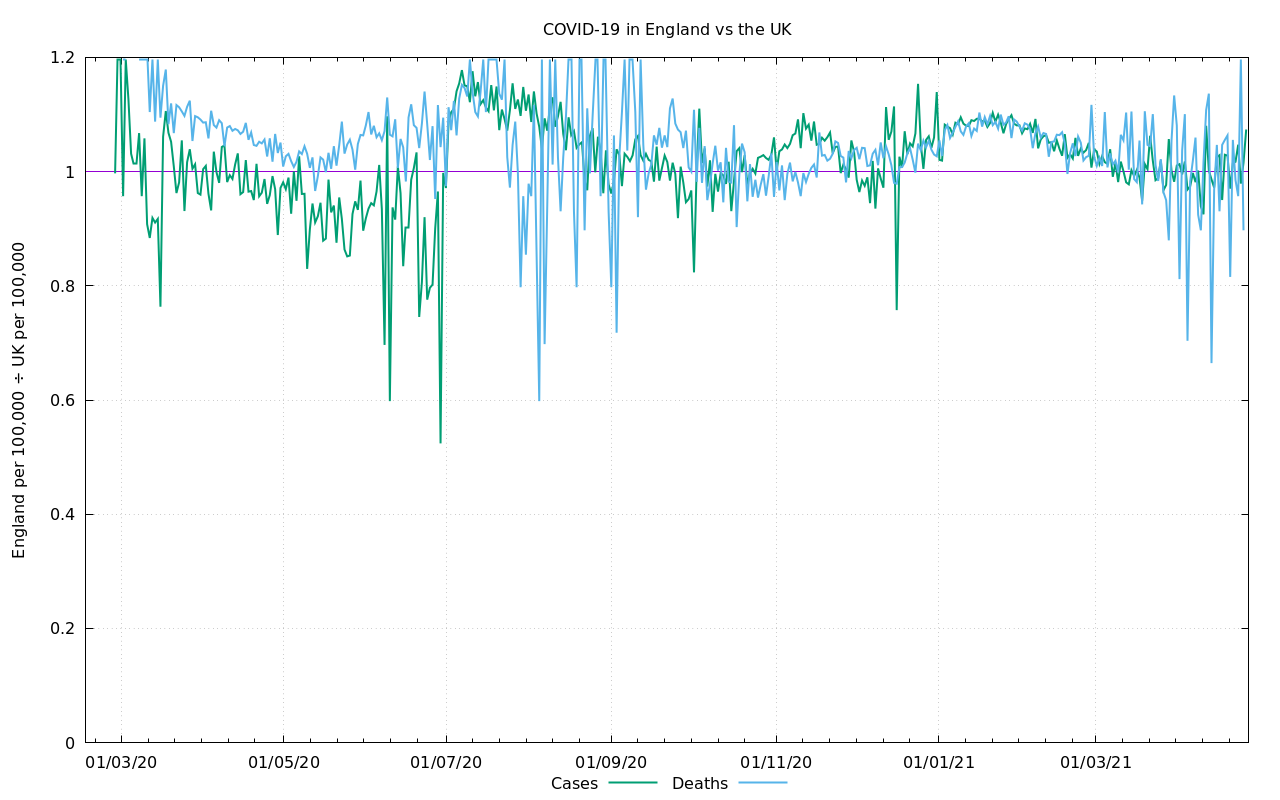 COVID-19 in England vs the UK
England per 100,000 ÷ UK per 100,000
1.2
1
0.8
0.6
0.4
0.2
0
01/03/20 01/05/20 01/07/20 01/09/20 01/11/20 01/01/21 01/03/21
Cases Deaths